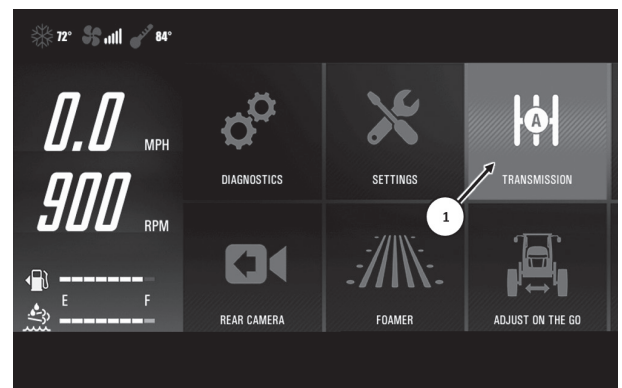 72° 84°
0.0 MPH
900 RPM
E F
DIAGNOSTICS
SETTINGS
A
TRANSMISSION
1
REAR CAMERA
FOAMER
ADJUST ON THE GO